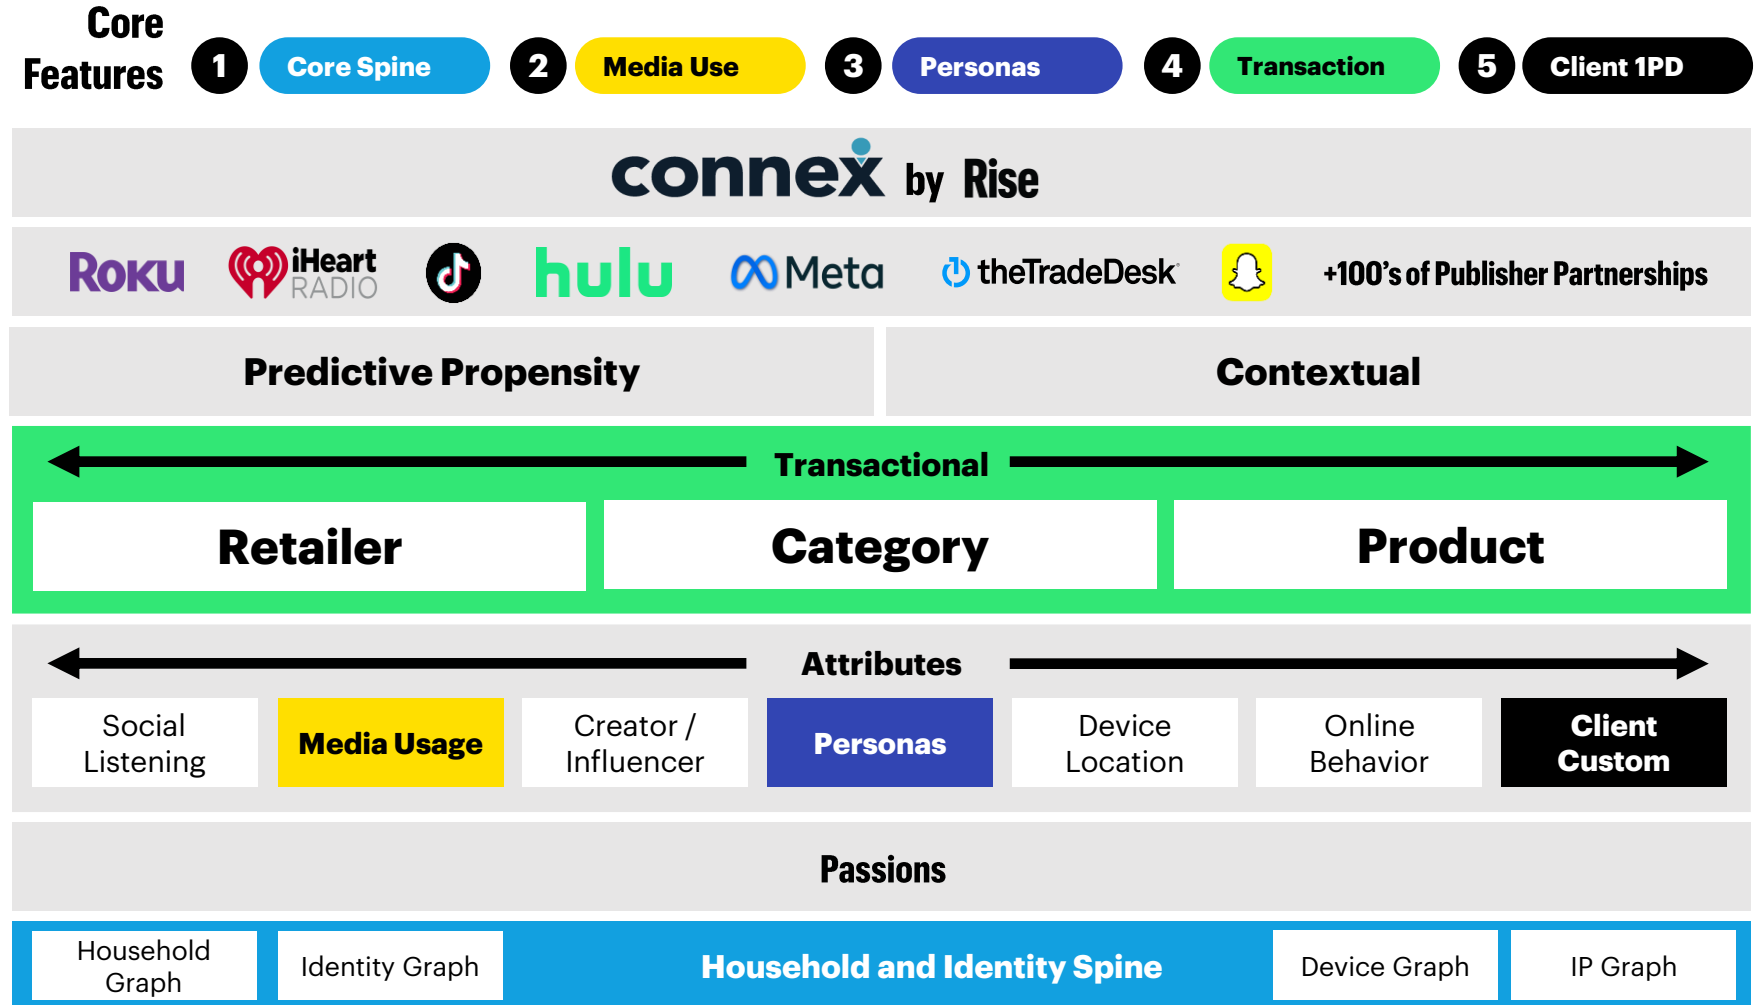 Core
Features
1 Core Spine 2 Media Use 3 Personas 4 Transaction 5 Client 1PD
connex by Rise
ROKU iHeart RADIO hulu Meta theTradeDesk +100's of Publisher Partnerships
Predictive Propensity Contextual
Transactional
Retailer Category Product
Attributes
Social
Listening
Media Usage
Creator /
Influencer
Personas
Device
Location
Online
Behavior
Client
Custom
Passions
Household
Graph
Identity Graph
Household and Identity Spine
Device Graph
IP Graph